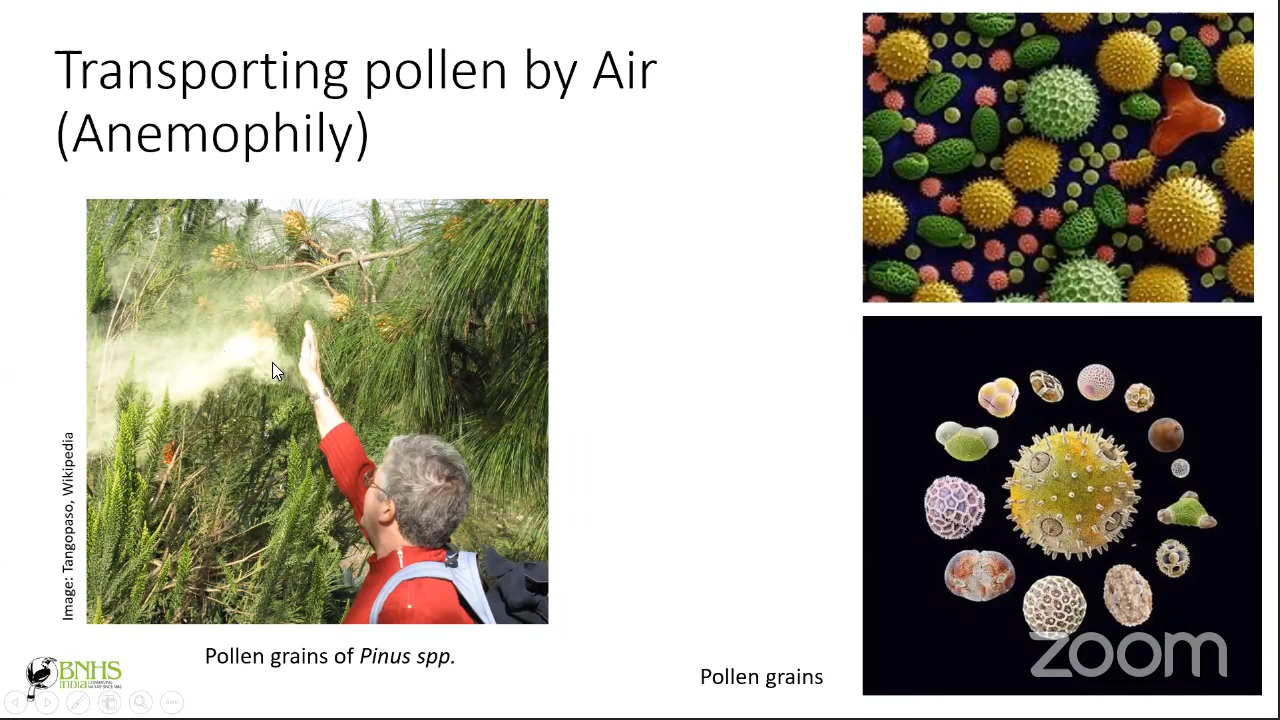 Transporting pollen by Air
(Anemophily)
Image: Tangopaso, Wikipedia
Pollen grains of Pinus spp.
Pollen grains
BNHS
INDIA
zoom